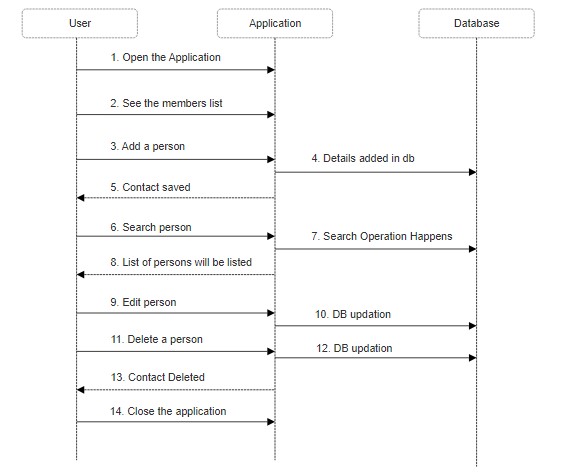 User
Application
Database
1. Open the Application
2. See the members list
3. Add a person
4. Details added in db
5. Contact saved
6. Search person
7. Search Operation Happens
8. List of persons will be listed
9. Edit person
10. DB updation
11. Delete a person
12. DB updation
13. Contact Deleted
14. Close the application